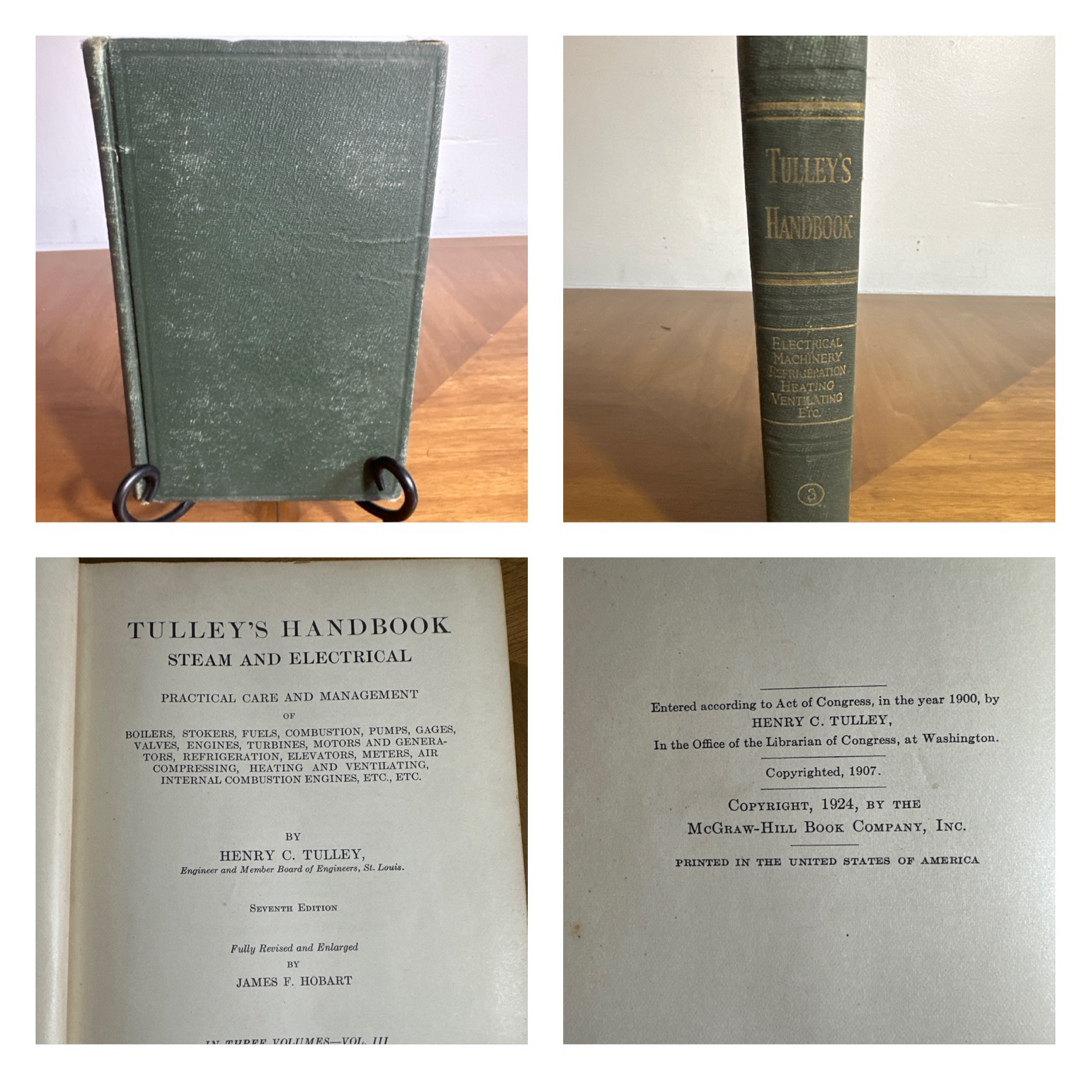 TULLEY'S
HANDBOOK
ELECTRICAL
MACHINERY
REFRIGERATION
HEATING
VENTILATING
ETC.
3
TULLEY'S HANDBOOK
STEAM AND ELECTRICAL
PRACTICAL CARE AND MANAGEMENT
OF
BOILERS, STOKERS, FUELS, COMBUSTION, PUMPS, GAGES,
VALVES, ENGINES, TURBINES, MOTORS AND GENERA-
TORS, REFRIGERATION, ELEVATORS, METERS, AIR
COMPRESSING, HEATING AND VENTILATING,
INTERNAL COMBUSTION ENGINES, ETC., ETC.
BY
HENRY C. TULLEY,
Engineer and Member Board of Engineers, St. Louis.
SEVENTH EDITION
Fully Revised and Enlarged
BY
JAMES F. HOBART
IN THREE VOLUMES—VOL. III
Entered according to Act of Congress, in the year 1900, by
HENRY C. TULLEY,
In the Office of the Librarian of Congress, at Washington.
Copyrighted, 1907.
COPYRIGHT, 1924, BY THE
MCGRAW-HILL BOOK COMPANY, INC.
PRINTED IN THE UNITED STATES OF AMERICA